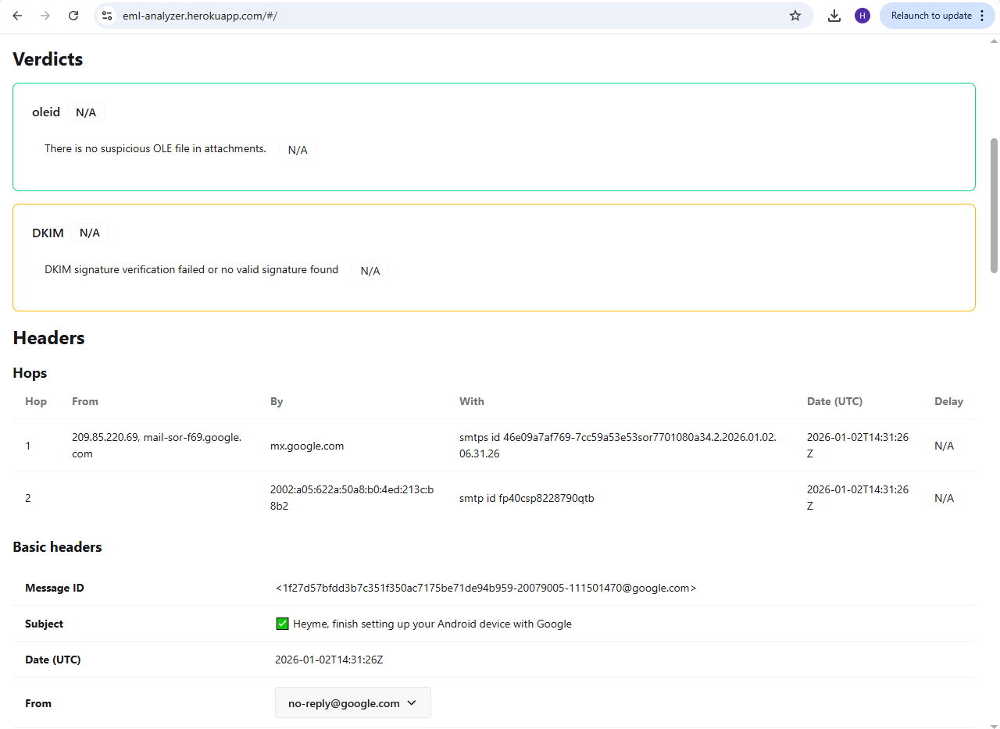 eml-analyzer.herokuapp.com/#/
H
Relaunch to update
Verdicts
oleid N/A
There is no suspicious OLE file in attachments. N/A
DKIM N/A
DKIM signature verification failed or no valid signature found N/A
Headers
Hops
Hop From By With Date (UTC) Delay
1 209.85.220.69, mail-sor-f69.google.
com mx.google.com smtps id 46e09a7af769-7cc59a53e53sor7701080a34.2.2026.01.02.
06.31.26 2026-01-02T14:31:26
Z N/A
2 2002:a05:622a:50a8:b0:4ed:213c:b
8b2 smtp id fp40csp8228790qtb 2026-01-02T14:31:26
Z N/A
Basic headers
Message ID <1f27d57bfdd3b7c351f350ac7175be71de94b959-20079005-111501470@google.com>
Subject ✅ Heyme, finish setting up your Android device with Google
Date (UTC) 2026-01-02T14:31:26Z
From no-reply@google.com